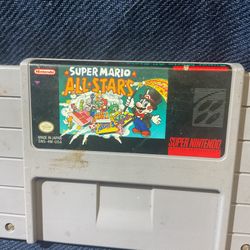 Nintendo
SUPER MARIO
ALL-STARS
MADE IN JAPAN
SNS-4M-USA
SUPER NINTENDO